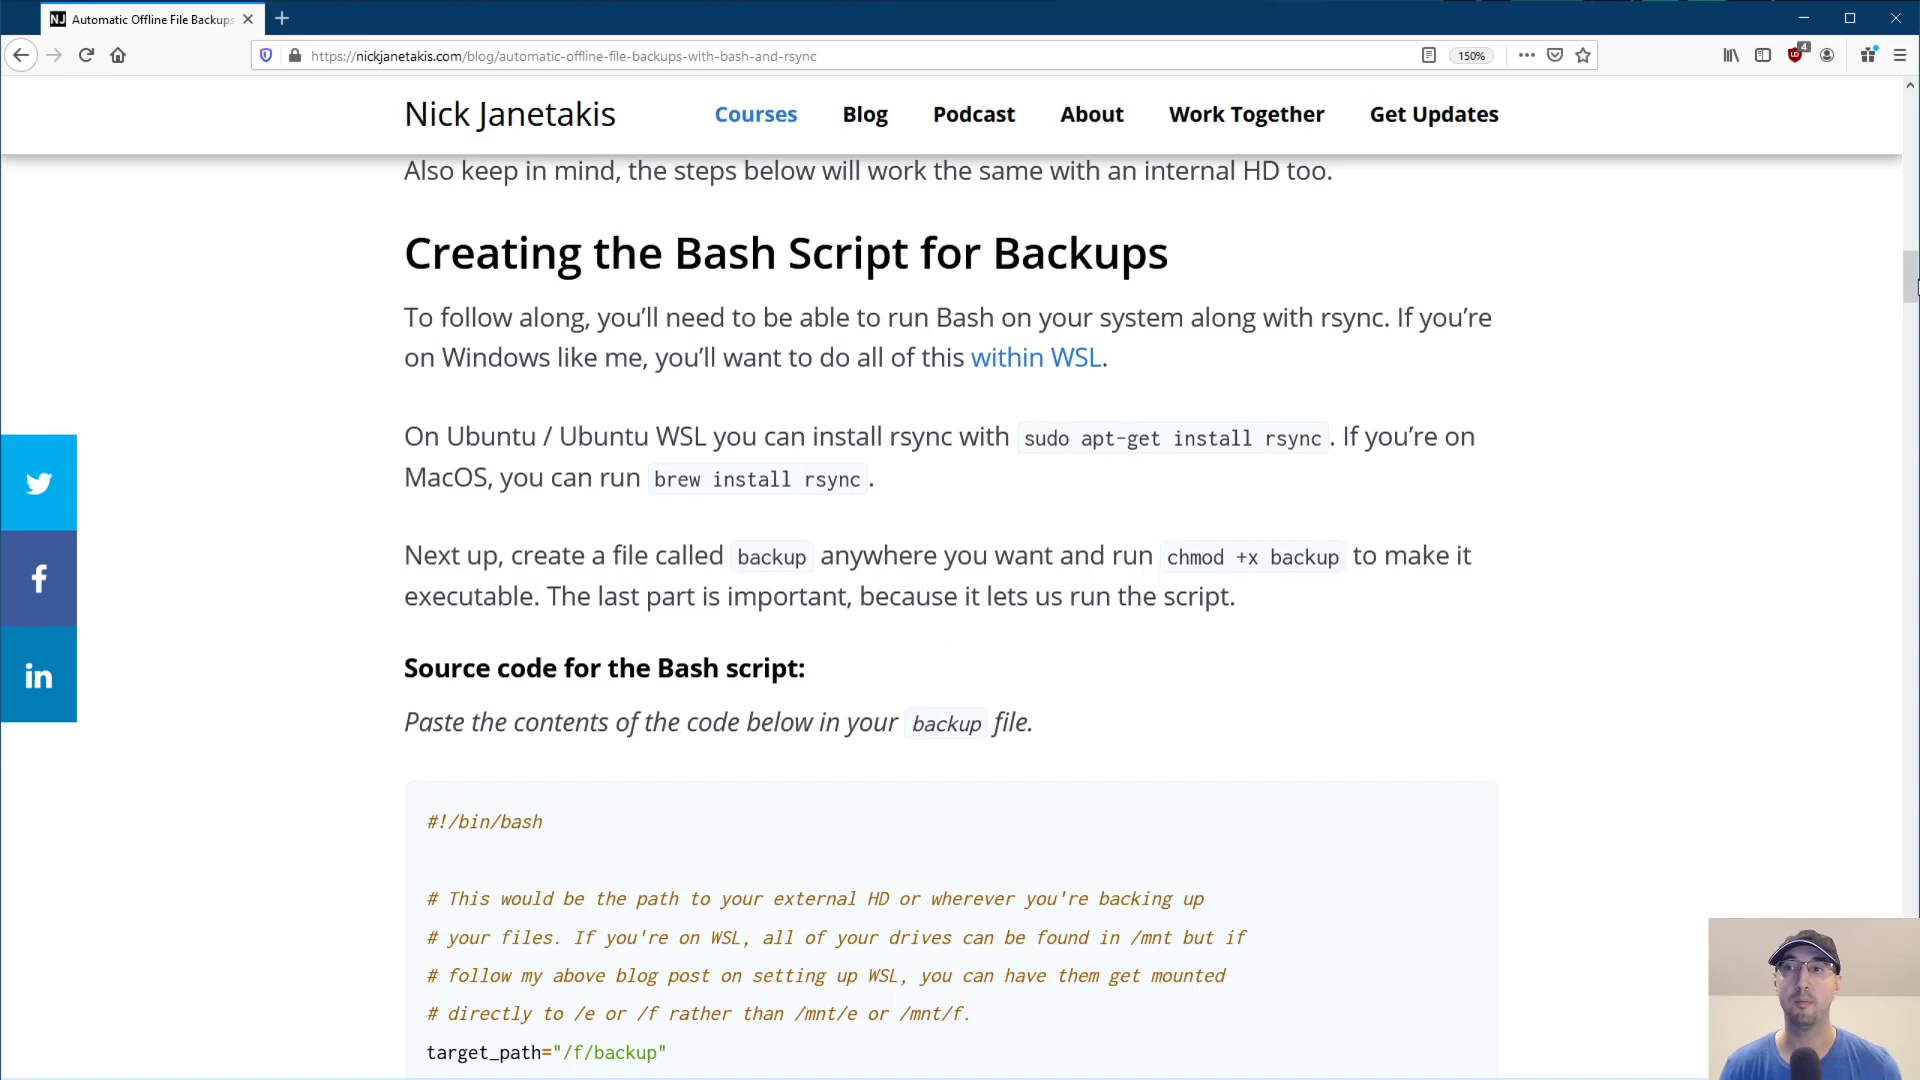 NJ Automatic Offline File Backups
https://nickjanetakis.com/blog/automatic-offline-file-backups-with-bash-and-rsync
150%
4
Nick Janetakis Courses Blog Podcast About Work Together Get Updates
Also keep in mind, the steps below will work the same with an internal HD too.
Creating the Bash Script for Backups
To follow along, you’ll need to be able to run Bash on your system along with rsync. If you’re
on Windows like me, you’ll want to do all of this within WSL.
On Ubuntu / Ubuntu WSL you can install rsync with sudo apt-get install rsync. If you’re on
MacOS, you can run brew install rsync.
Next up, create a file called backup anywhere you want and run chmod +x backup to make it
executable. The last part is important, because it lets us run the script.
Source code for the Bash script:
Paste the contents of the code below in your backup file.
#!/bin/bash
# This would be the path to your external HD or wherever you're backing up
# your files. If you're on WSL, all of your drives can be found in /mnt but if
# follow my above blog post on setting up WSL, you can have them get mounted
# directly to /e or /f rather than /mnt/e or /mnt/f.
target_path="/f/backup"
f
in